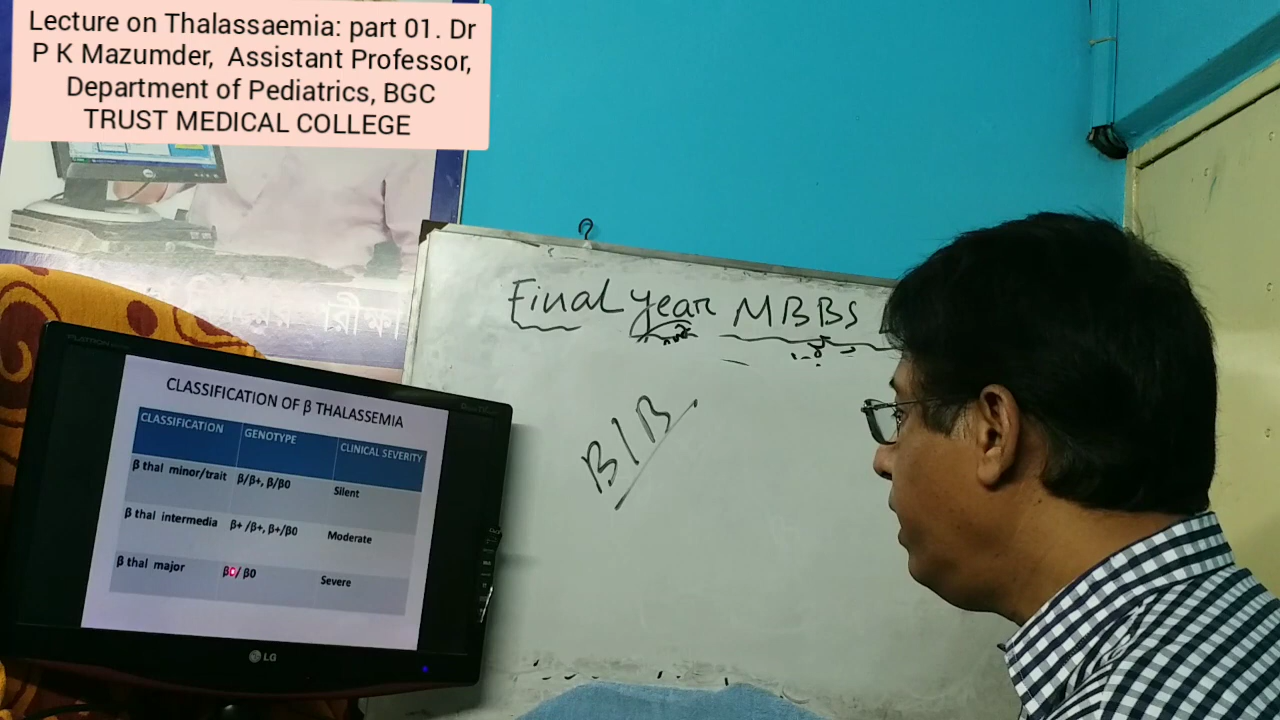 Lecture on Thalassaemia: part 01. Dr
P K Mazumder, Assistant Professor,
Department of Pediatrics, BGC
TRUST MEDICAL COLLEGE
রীক্ষা
Final year MBBS
B/B
CLASSIFICATION OF β THALASSEMIA
CLASSIFICATION GENOTYPE CLINICAL SEVERITY
β thal minor/trait β/β+, β/β0 Silent
β thal intermedia β+ /β+, β+/β0 Moderate
β thal major β0/ β0 Severe
LG